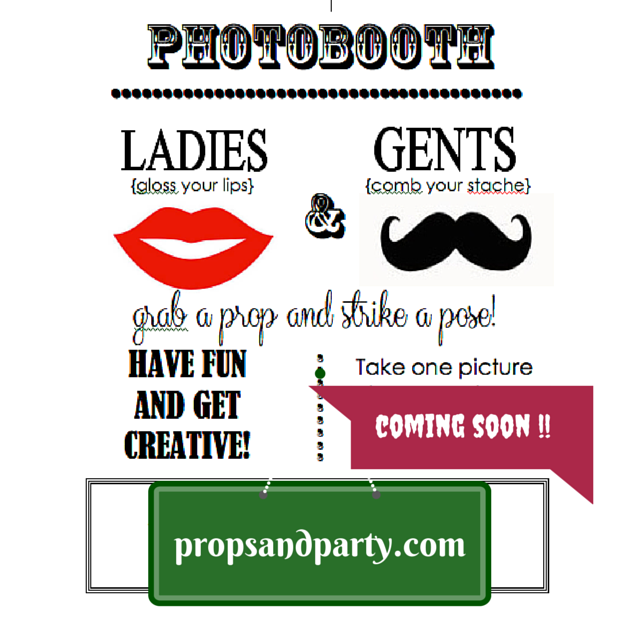 PHOTOBOOTH
LADIES
{gloss your lips}
&
GENTS
{comb your stache}
grab a prop and strike a pose!
HAVE FUN
AND GET
CREATIVE!
Take one picture
COMING SOON !!
propsandparty.com